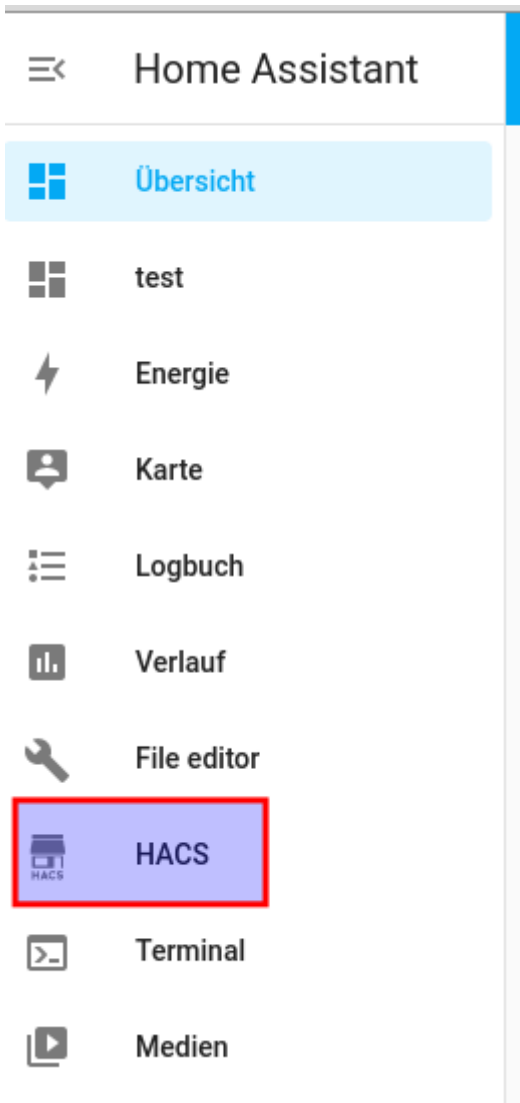 Home Assistant
Übersicht
test
Energie
Karte
Logbuch
Verlauf
File editor
HACS
HACS
Terminal
Medien